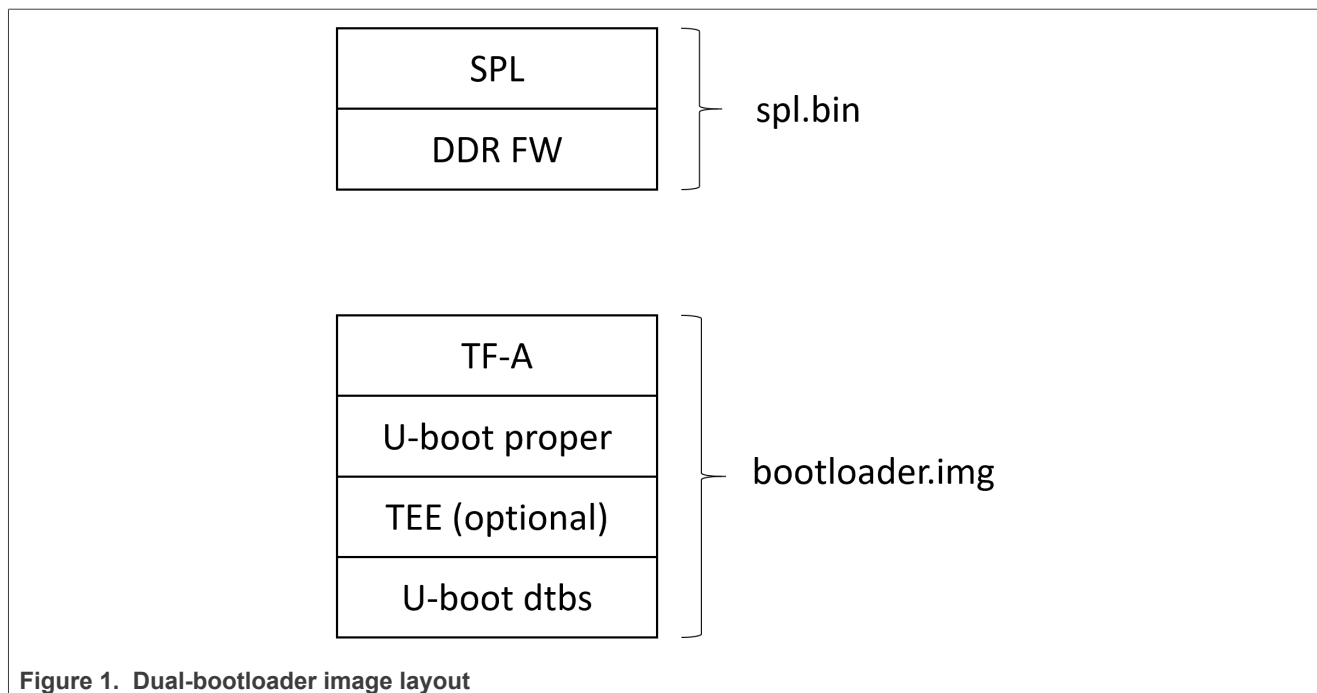 SPL
DDR FW
spl.bin
TF-A
U-boot proper
TEE (optional)
U-boot dtbs
bootloader.img
Figure 1. Dual-bootloader image layout